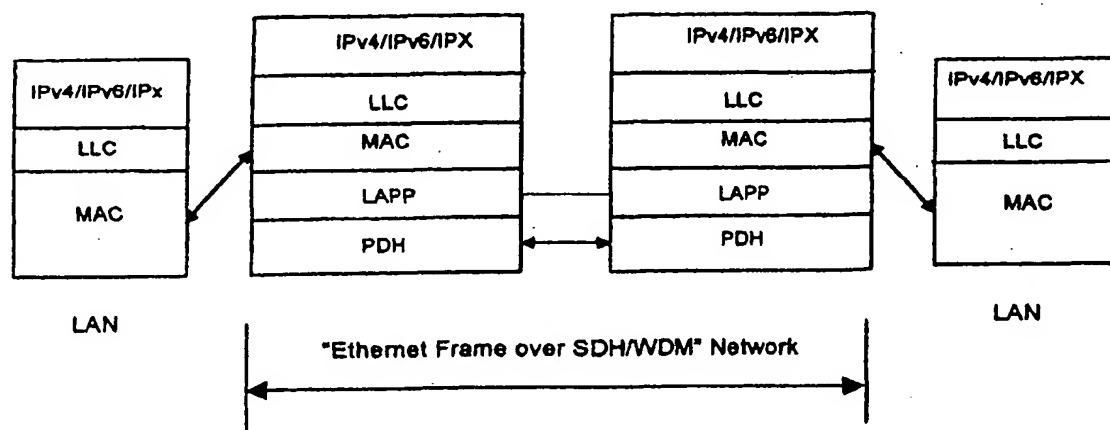 IPv4/IPv6/IPx
LLC
MAC
LAN
IPv4/IPv6/IPX
LLC
MAC
LAPP
PDH
IPv4/IPv6/IPX
LLC
MAC
LAPP
PDH
IPv4/IPv6/IPX
LLC
MAC
LAN
"Ethernet Frame over SDH/WDM" Network